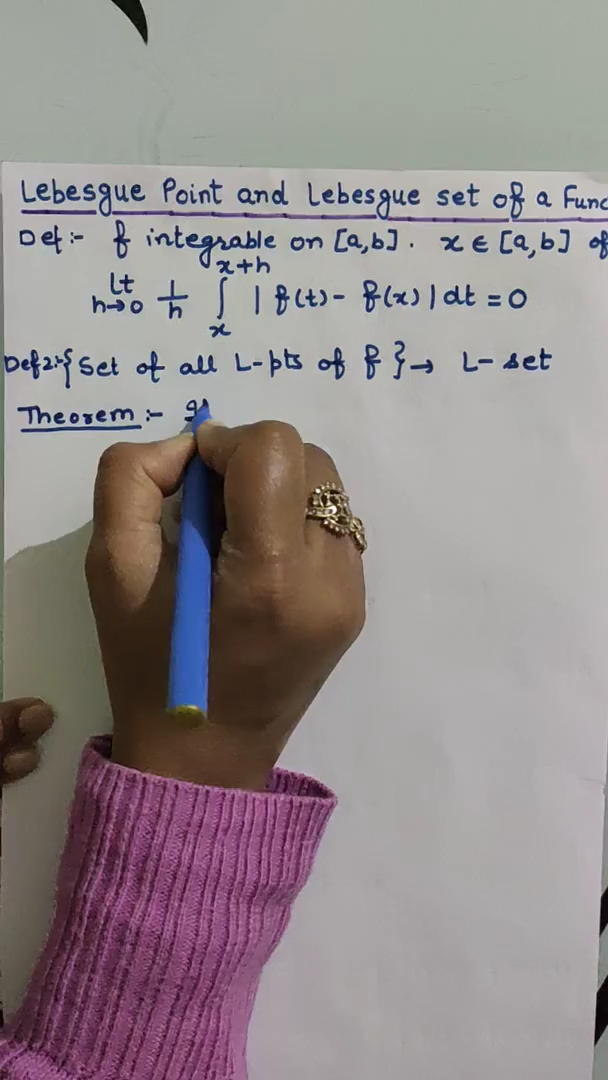 Lebesgue Point and Lebesgue set of a Func
Def:- f integrable on [a,b]. x ∈ [a,b] of
Lt h→0 1/h ∫ₓˣ⁺ʰ | f(t) - f(x) | dt = 0
Def2:- {Set of all L-pts of f } → L- set
Theorem :-